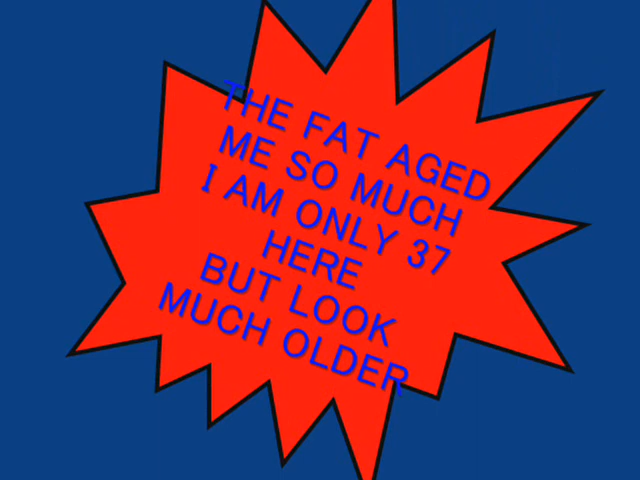 THE FAT AGED
ME SO MUCH
I AM ONLY 37
HERE
BUT LOOK
MUCH OLDER